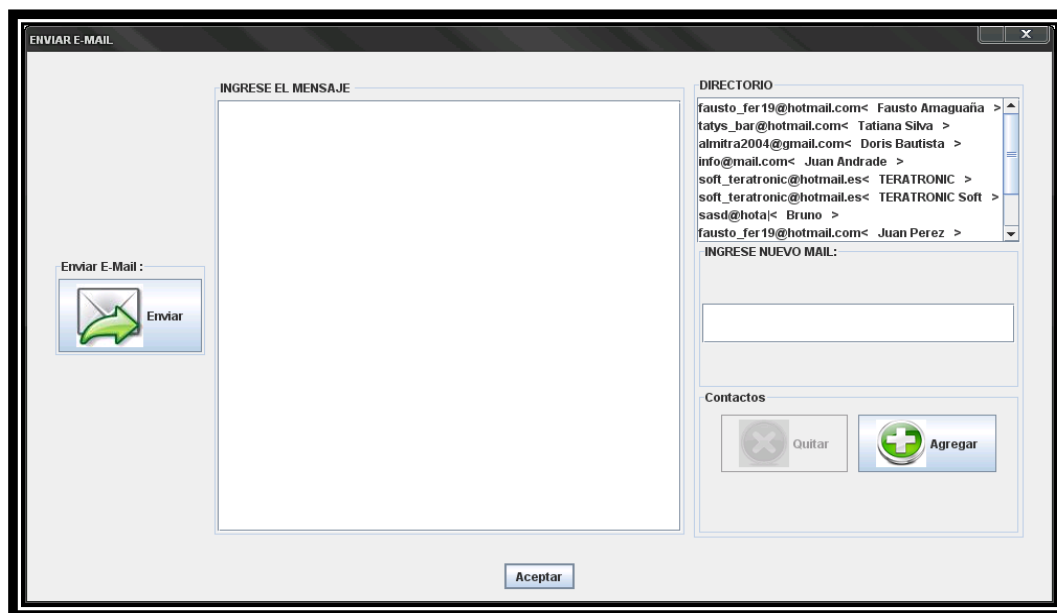 ENVIAR E-MAIL
x
INGRESE EL MENSAJE
DIRECTORIO
fausto_fer19@hotmail.com< Fausto Amaguaña >
tatys_bar@hotmail.com< Tatiana Silva >
almitra2004@gmail.com< Doris Bautista >
info@mail.com< Juan Andrade >
soft_teratronic@hotmail.es< TERATRONIC >
soft_teratronic@hotmail.es< TERATRONIC Soft >
sasd@hota|< Bruno >
fausto_fer19@hotmail.com< Juan Perez >
INGRESE NUEVO MAIL:
Enviar E-Mail :
Enviar
Contactos
Quitar
Agregar
Aceptar